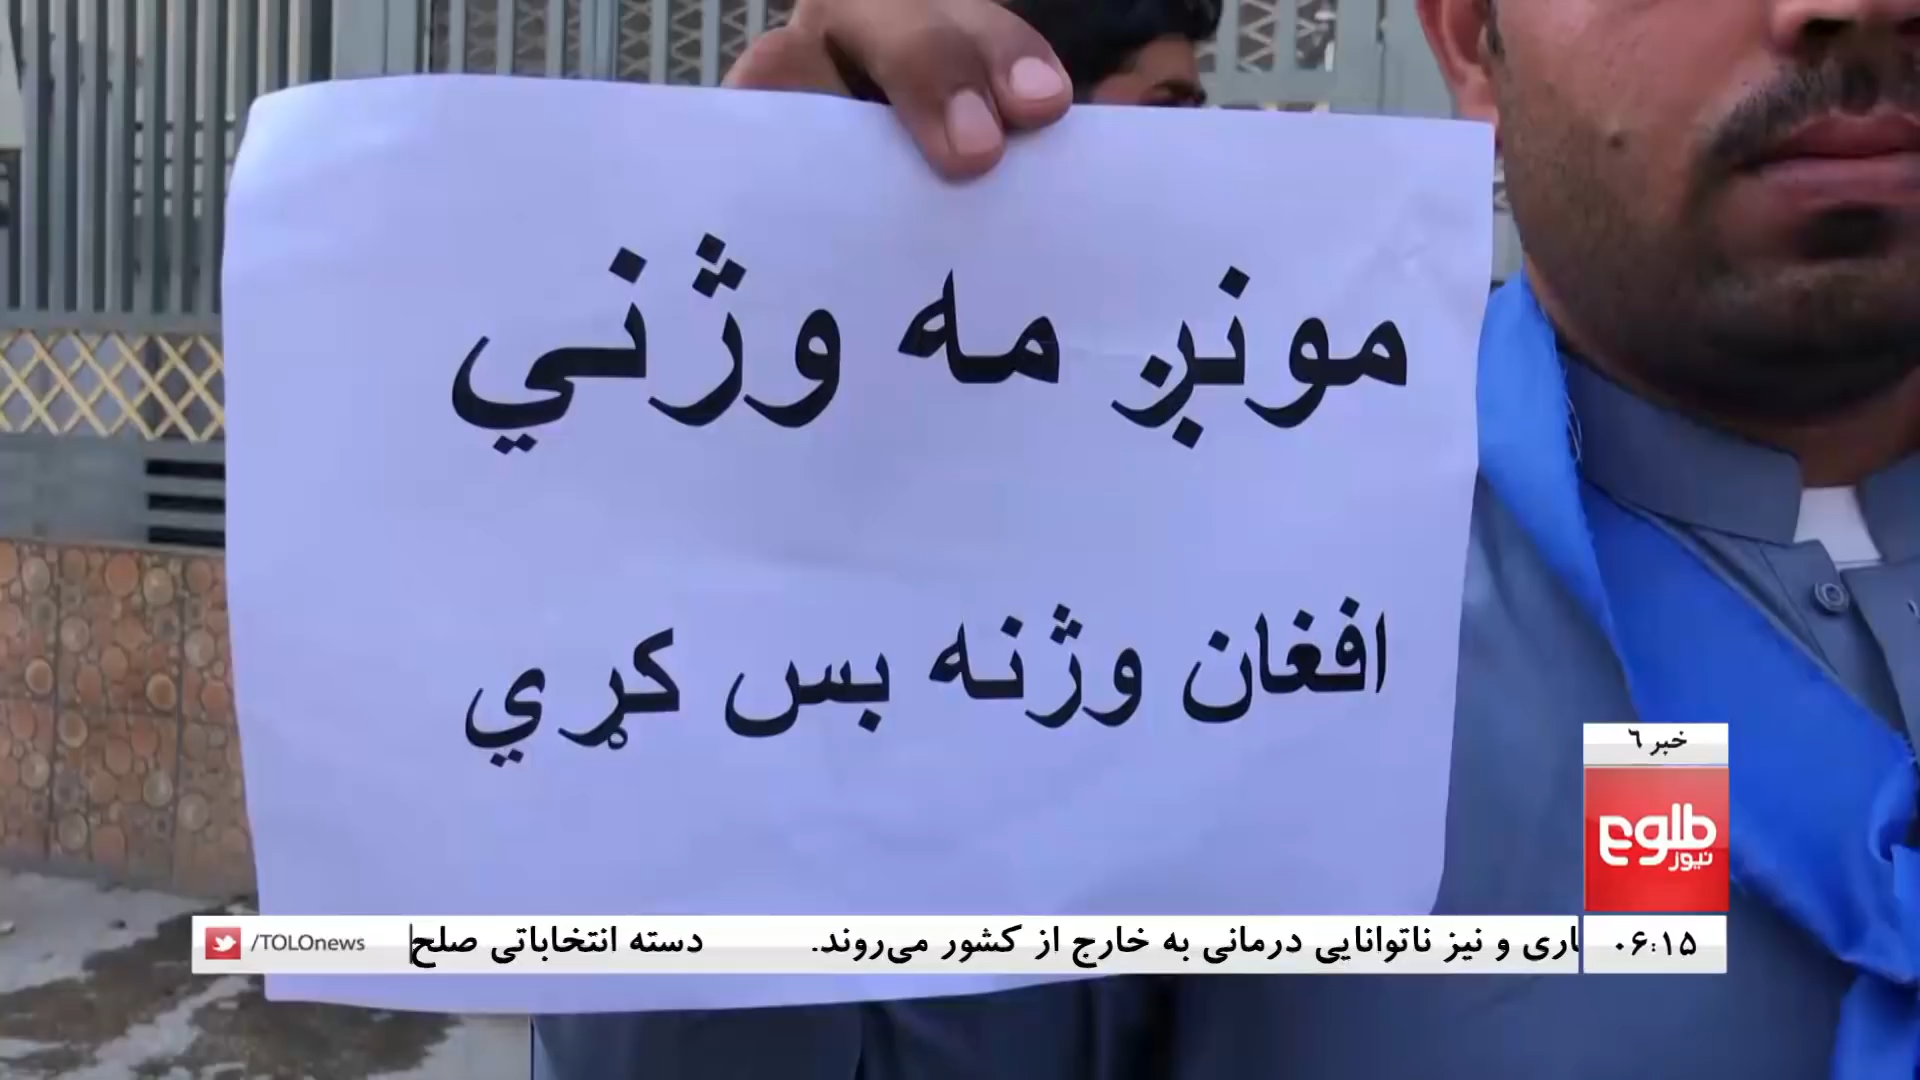 مونږ مه وژني
افغان وژنه بس کړي
خبر ۶
طلوع
نیوز
/TOLOnews
اری و نیز ناتوانایی درمانی به خارج از کشور می‌روند. دسته انتخاباتی صلح
۰۶:۱۵